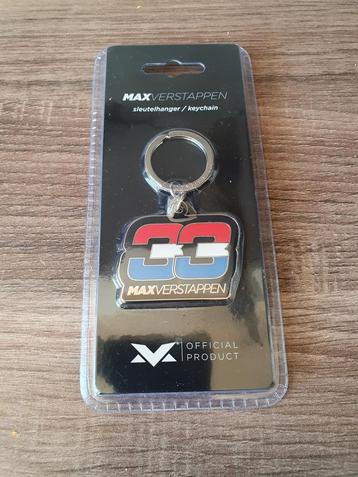 MAXVERSTAPPEN
sleutelhanger / keychain
33
MAXVERSTAPPEN
OFFICIAL
PRODUCT